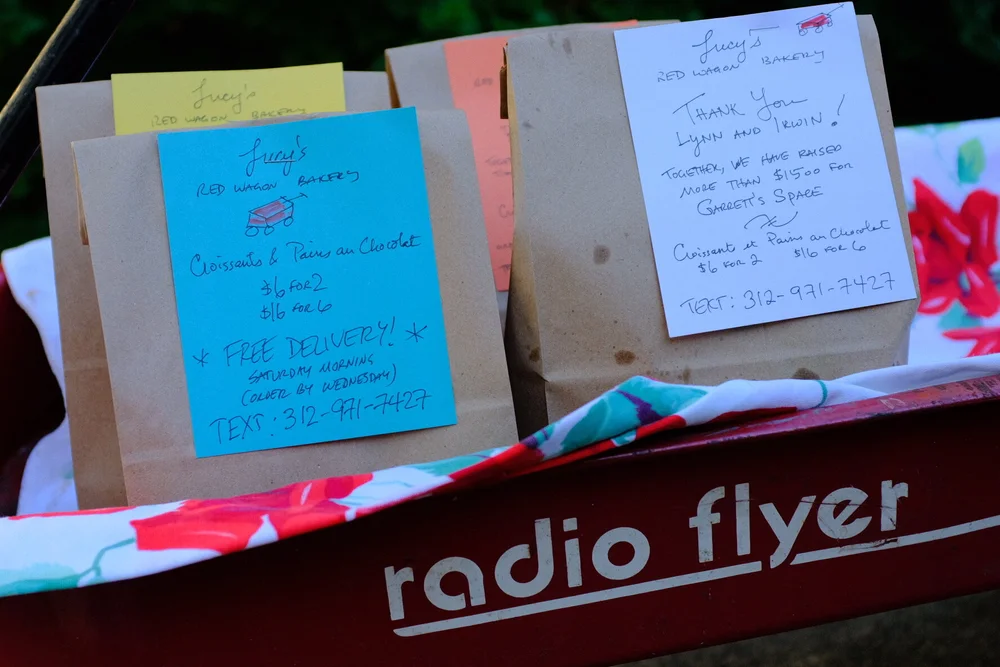 Lucy's
RED WAGON BAKERY
Lucy's
RED WAGON BAKERY
Croissants & Pains au Chocolat
$6 FOR 2
$16 FOR 6
* FREE DELIVERY! *
SATURDAY MORNING
(ORDER BY WEDNESDAY)
TEXT: 312-971-7427
Lucy's
RED WAGON BAKERY
THANK YOU
LYNN AND IRWIN!
TOGETHER, WE HAVE RAISED
MORE THAN $1500 FOR
GARRETT'S SPACE
Croissant et Pains au Chocolat
$6 FOR 2 $16 FOR 6
TEXT: 312-971-7427
radio flyer